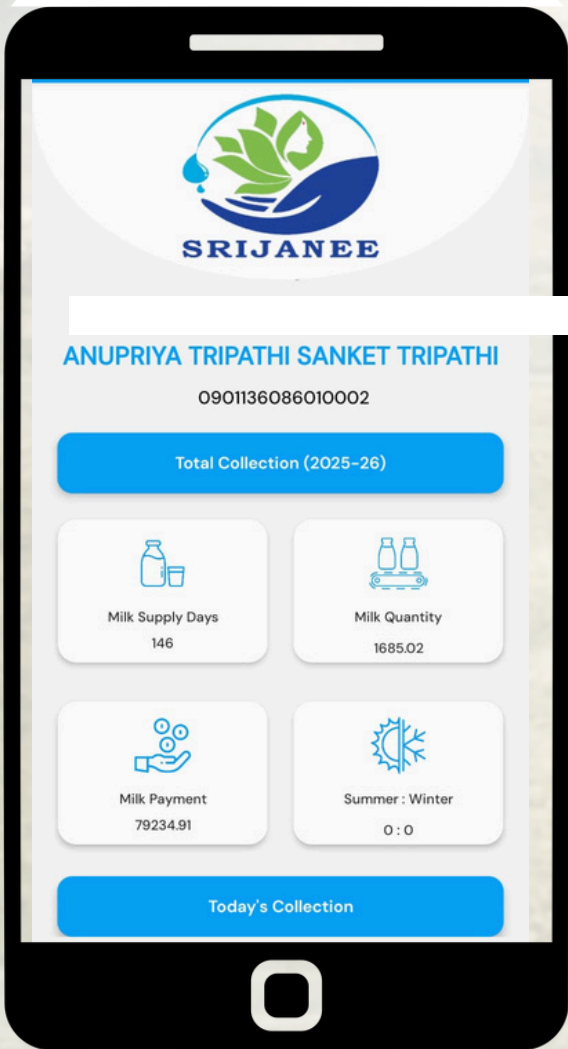 SRIJANEE
ANUPRIYA TRIPATHI SANKET TRIPATHI
0901136086010002
Total Collection (2025-26)
Milk Supply Days
146
Milk Quantity
1685.02
Milk Payment
79234.91
Summer : Winter
0 : 0
Today's Collection